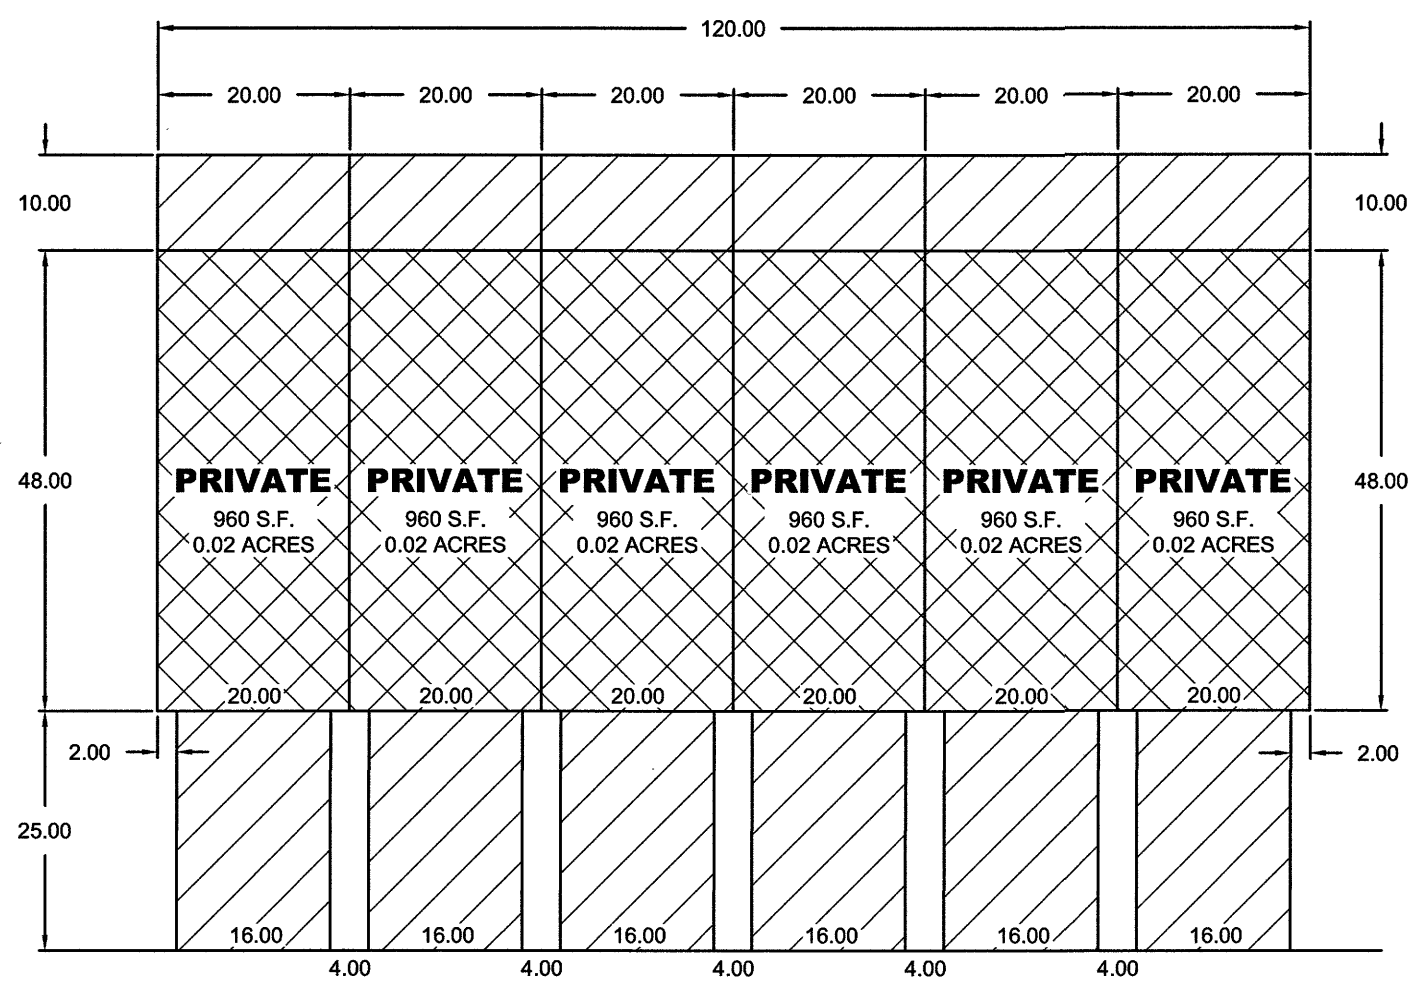 120.00
20.00 20.00 20.00 20.00 20.00 20.00
10.00 10.00
48.00 48.00
PRIVATE PRIVATE PRIVATE PRIVATE PRIVATE PRIVATE
960 S.F. 960 S.F. 960 S.F. 960 S.F. 960 S.F. 960 S.F.
0.02 ACRES 0.02 ACRES 0.02 ACRES 0.02 ACRES 0.02 ACRES 0.02 ACRES
20.00 20.00 20.00 20.00 20.00 20.00
2.00 2.00
25.00
16.00 16.00 16.00 16.00 16.00 16.00
4.00 4.00 4.00 4.00 4.00